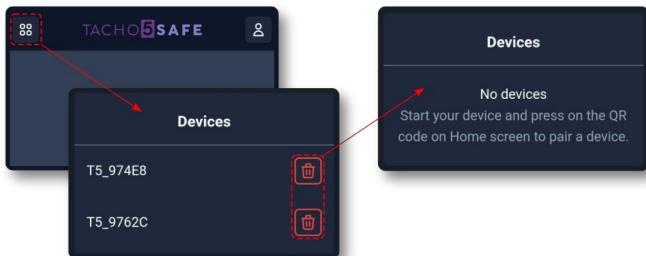 TACHO5SAFE
Devices
T5_974E8
T5_9762C
Devices
No devices
Start your device and press on the QR
code on Home screen to pair a device.